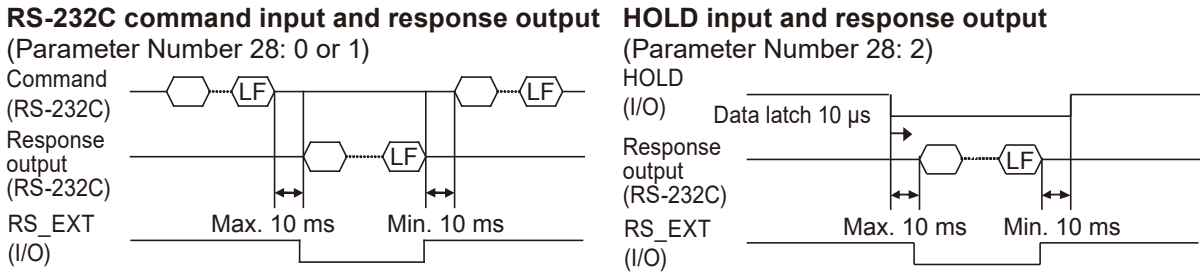 RS-232C command input and response output
(Parameter Number 28: 0 or 1)
Command
(RS-232C)
LF
LF
Response
output
(RS-232C)
LF
Max. 10 ms
Min. 10 ms
RS_EXT
(I/O)
HOLD input and response output
(Parameter Number 28: 2)
HOLD
(I/O)
Data latch 10 μs
Response
output
(RS-232C)
LF
Max. 10 ms
Min. 10 ms
RS_EXT
(I/O)